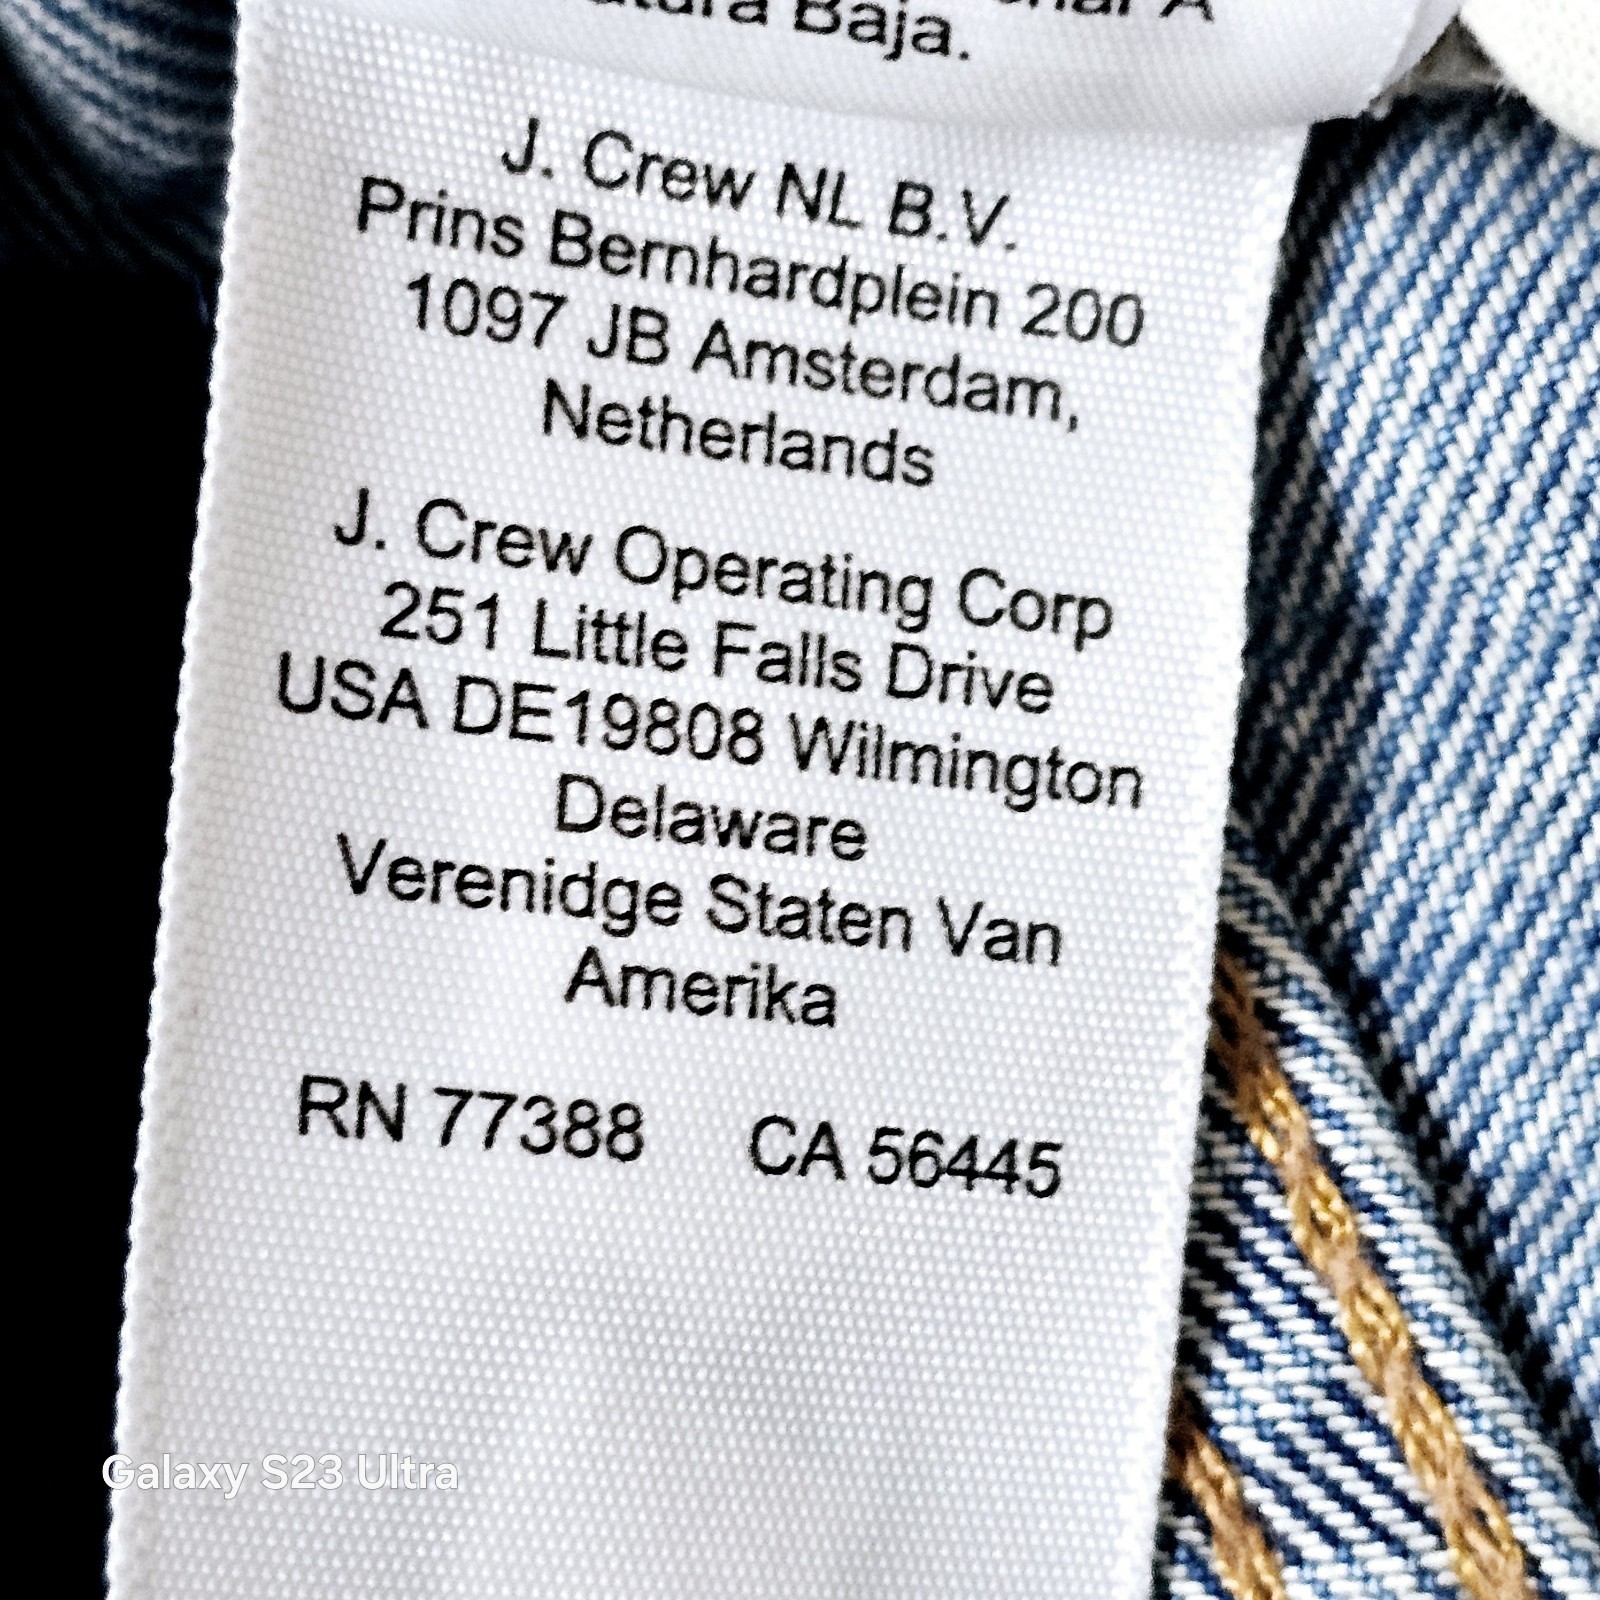 Baja.
J. Crew NL B.V.
Prins Bernhardplein 200
1097 JB Amsterdam,
Netherlands
J. Crew Operating Corp
251 Little Falls Drive
USA DE19808 Wilmington
Delaware
Verenidge Staten Van
Amerika
RN 77388 CA 56445
Galaxy S23 Ultra